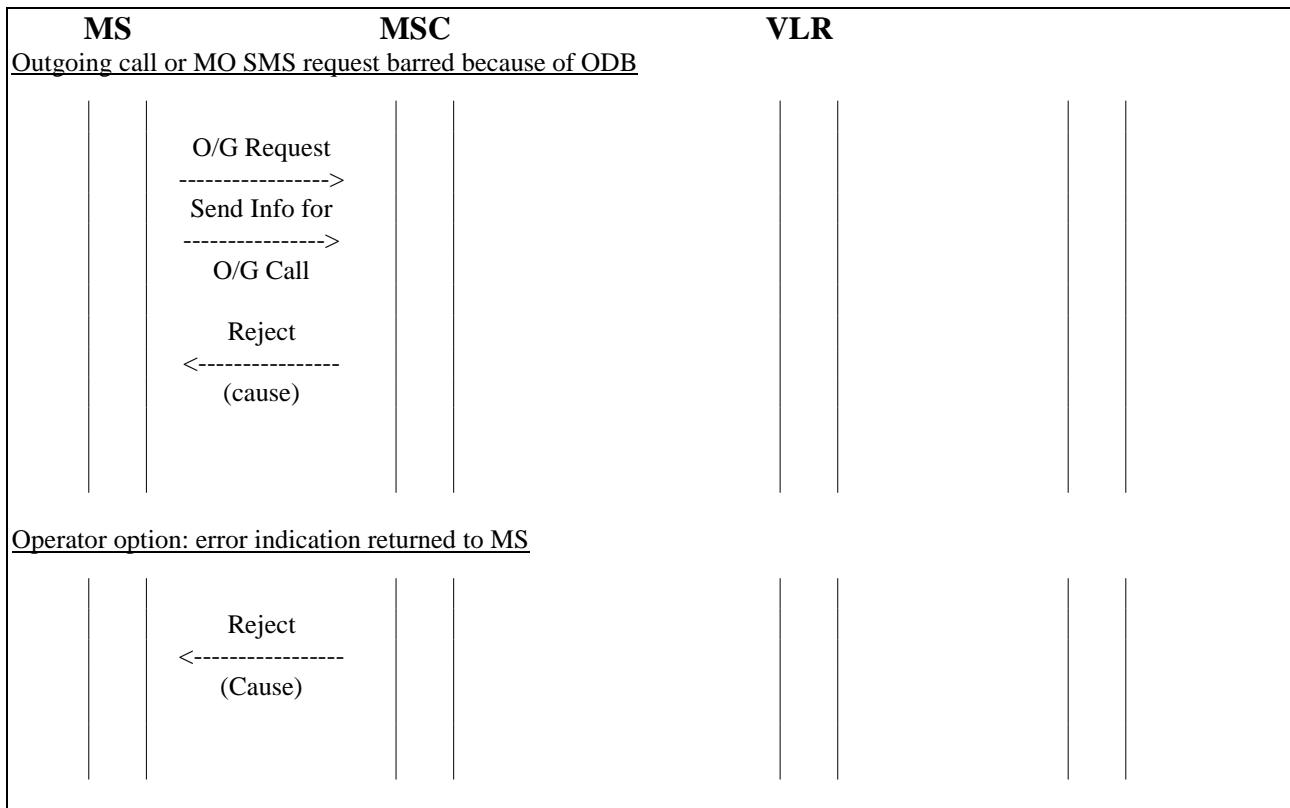 MS MSC VLR
Outgoing call or MO SMS request barred because of ODB
O/G Request
----------------->
Send Info for
---------------->
O/G Call
Reject
<----------------
(cause)
Operator option: error indication returned to MS
Reject
<-----------------
(Cause)